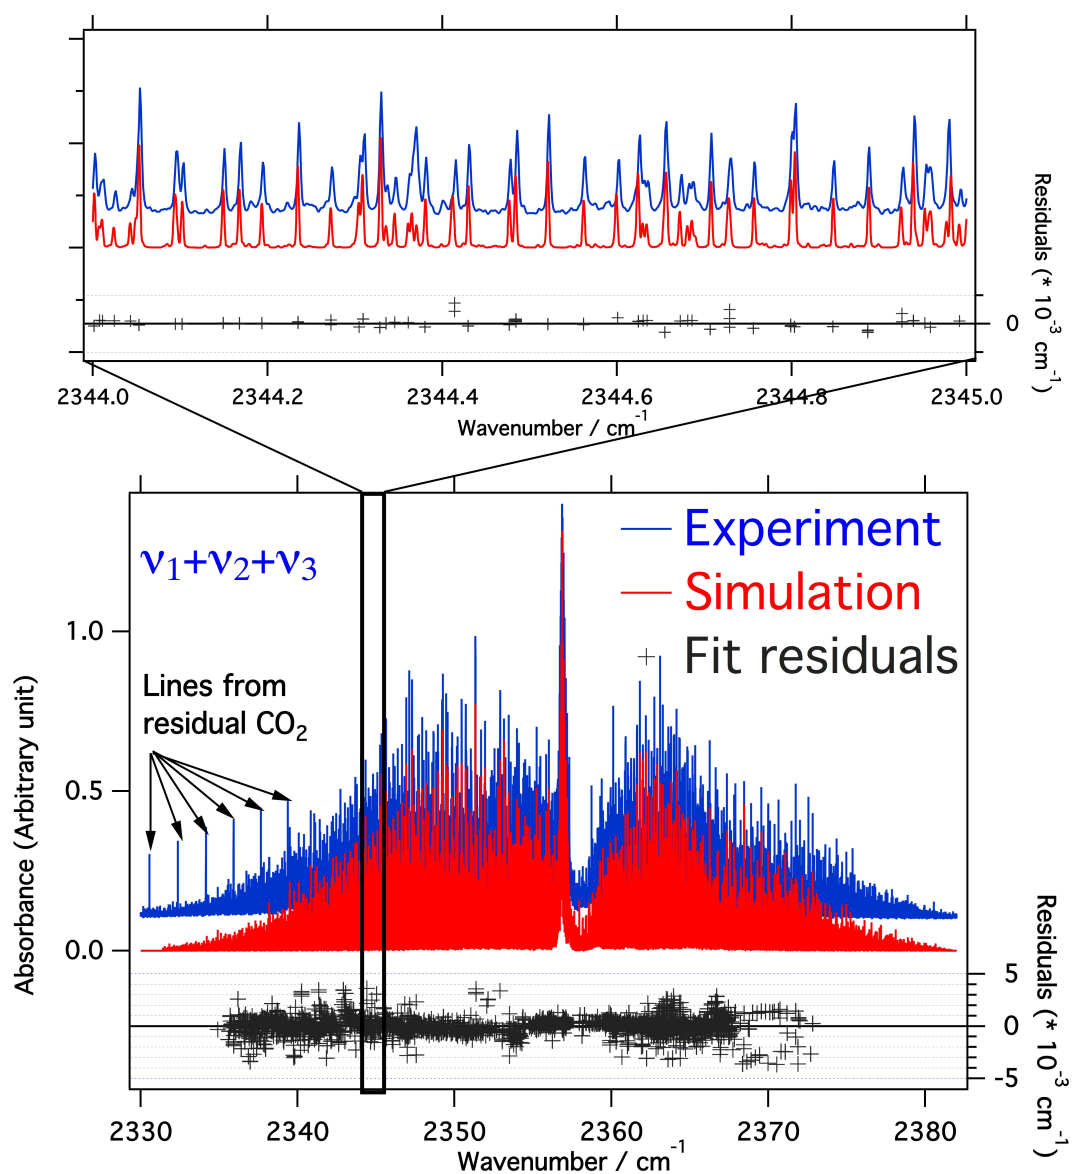 Residuals (* 10⁻³ cm⁻¹)
0
2344.0 2344.2 2344.4 2344.6 2344.8 2345.0
Wavenumber / cm⁻¹
ν₁+ν₂+ν₃
Experiment
Simulation
Fit residuals
Lines from
residual CO₂
Absorbance (Arbitrary unit)
1.0
0.5
0.0
Residuals (* 10⁻³ cm⁻¹)
5
0
-5
2330 2340 2350 2360 2370 2380
Wavenumber / cm⁻¹